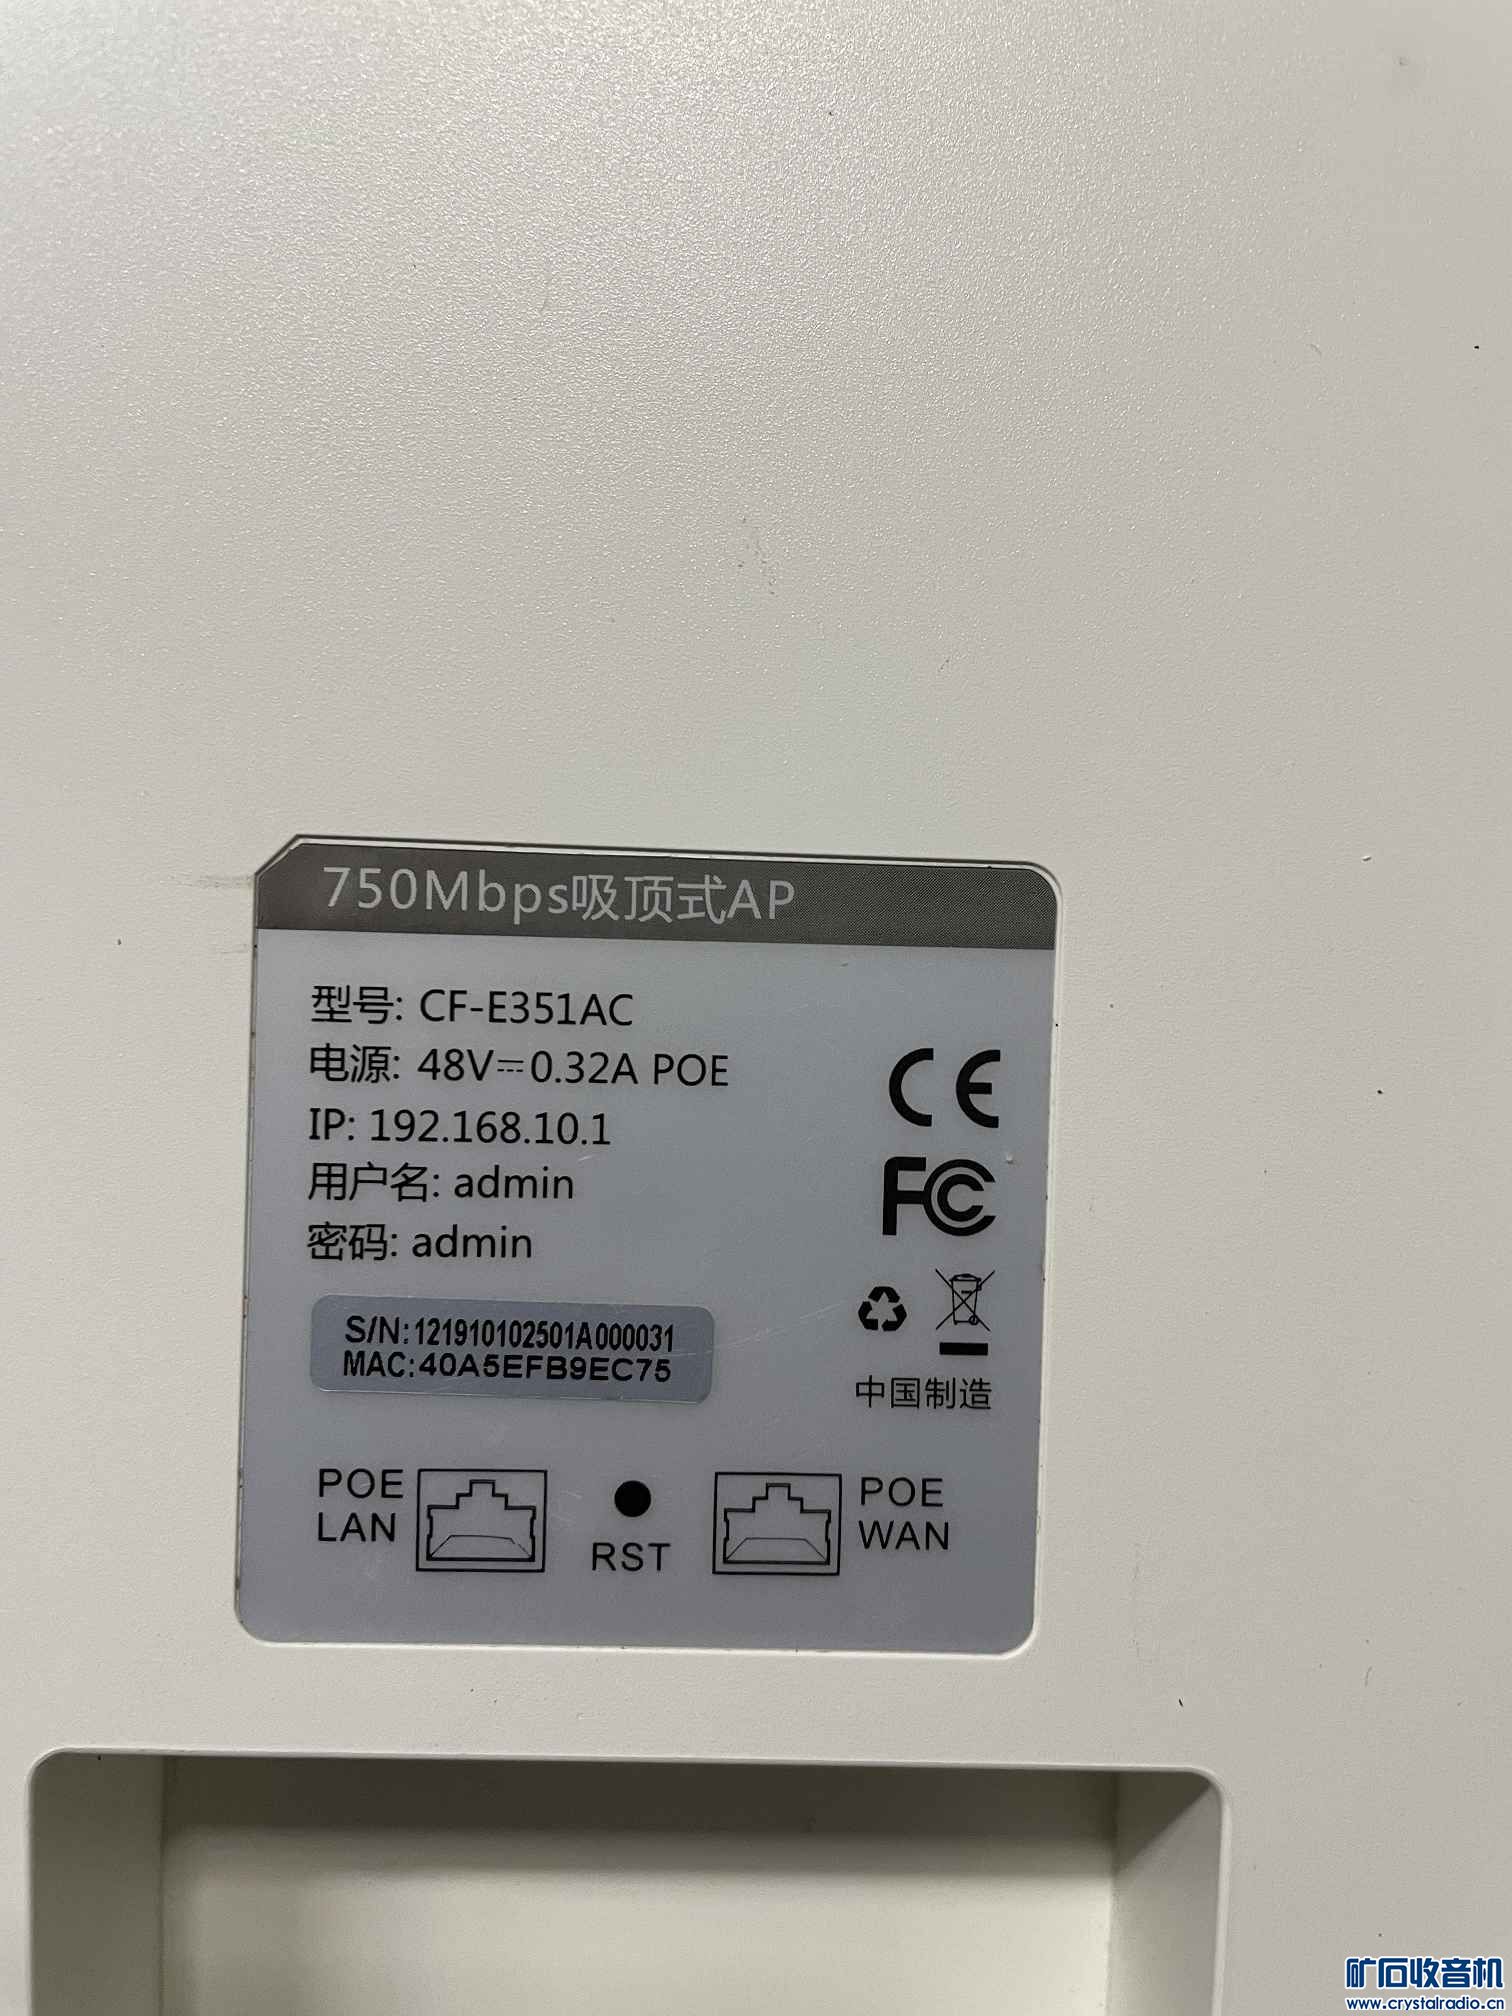 750Mbps吸顶式AP
型号: CF-E351AC
电源: 48V⎓0.32A POE
IP: 192.168.10.1
用户名: admin
密码: admin
CE
FC
S/N:121910102501A000031
MAC:40A5EFB9EC75
中国制造
POE LAN
RST
POE WAN
矿石收音机
www.crystalradio.cn